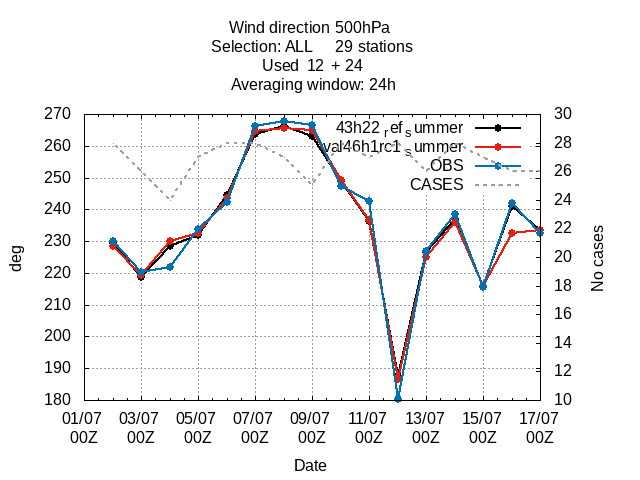 Wind direction 500hPa
Selection: ALL 29 stations
Used 12 + 24
Averaging window: 24h
270
260
250
240
230
220
210
200
190
180
30
28
26
24
22
20
18
16
14
12
10
43h22refsummer
val46h1rc1summer
OBS
CASES
deg
No cases
01/07 03/07 05/07 07/07 09/07 11/07 13/07 15/07 17/07
00Z 00Z 00Z 00Z 00Z 00Z 00Z 00Z 00Z
Date